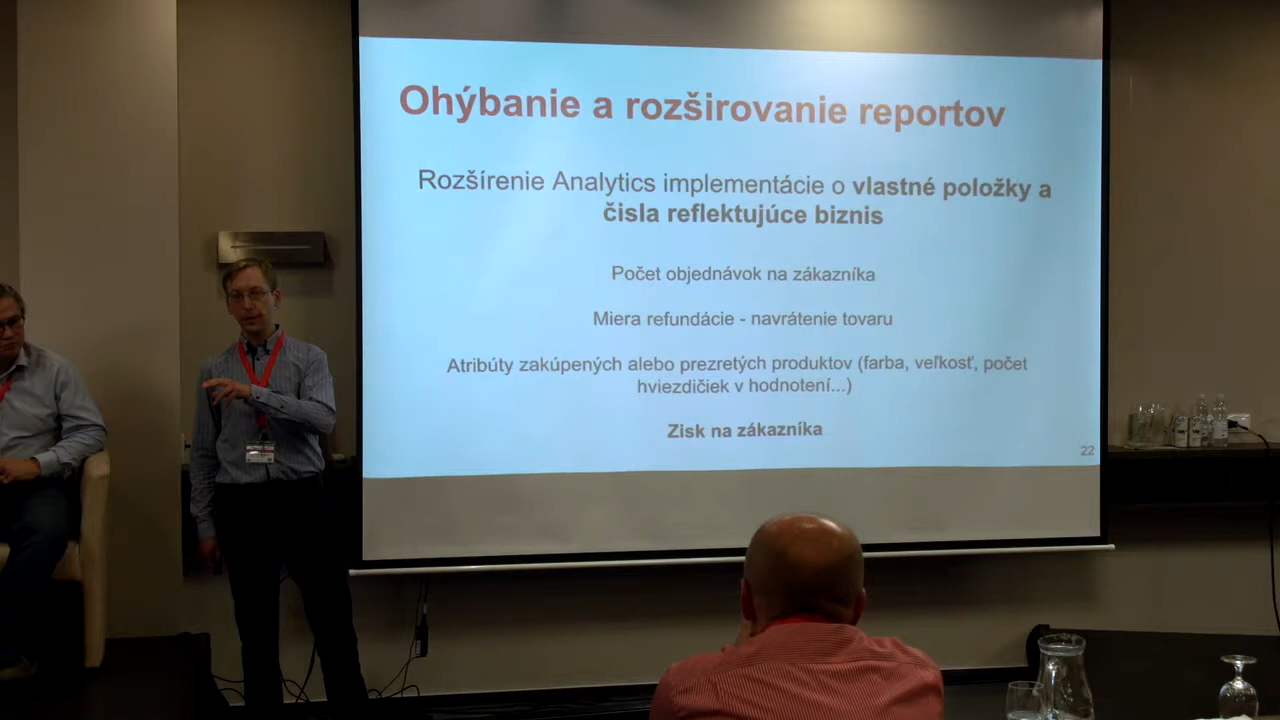 Ohýbanie a rozširovanie reportov
Rozšírenie Analytics implementácie o vlastné položky a
čisla reflektujúce biznis
Počet objednávok na zákazníka
Miera refundácie - navrátenie tovaru
Atribúty zakúpených alebo prezretých produktov (farba, veľkosť, počet
hviezdičiek v hodnotení...)
Zisk na zákazníka
22